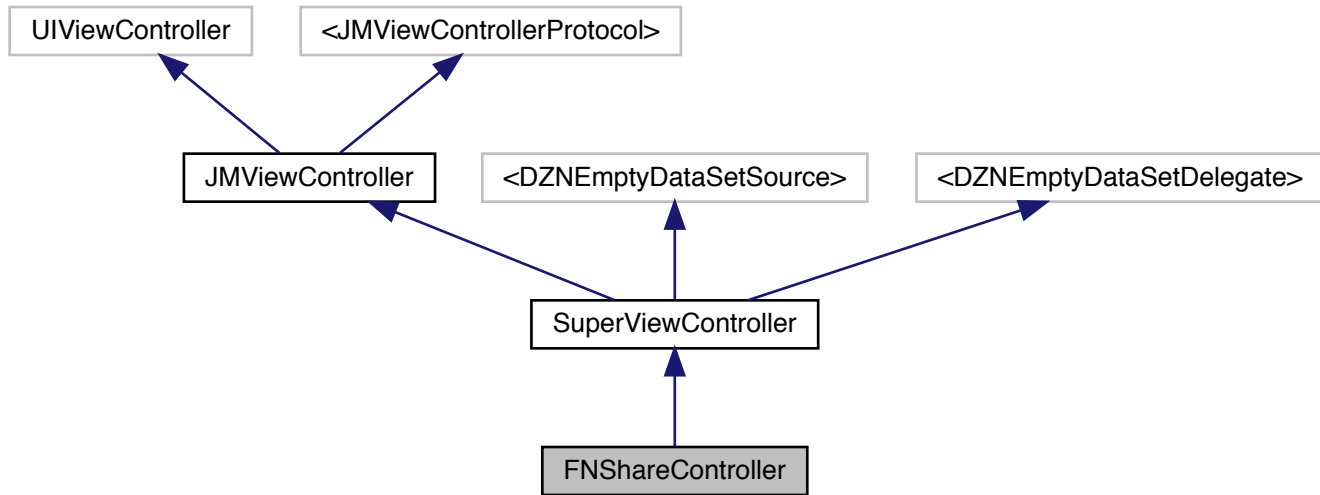 UIViewController
<JMViewControllerProtocol>
JMViewController
<DZNEmptyDataSetSource>
<DZNEmptyDataSetDelegate>
SuperViewController
FNShareController